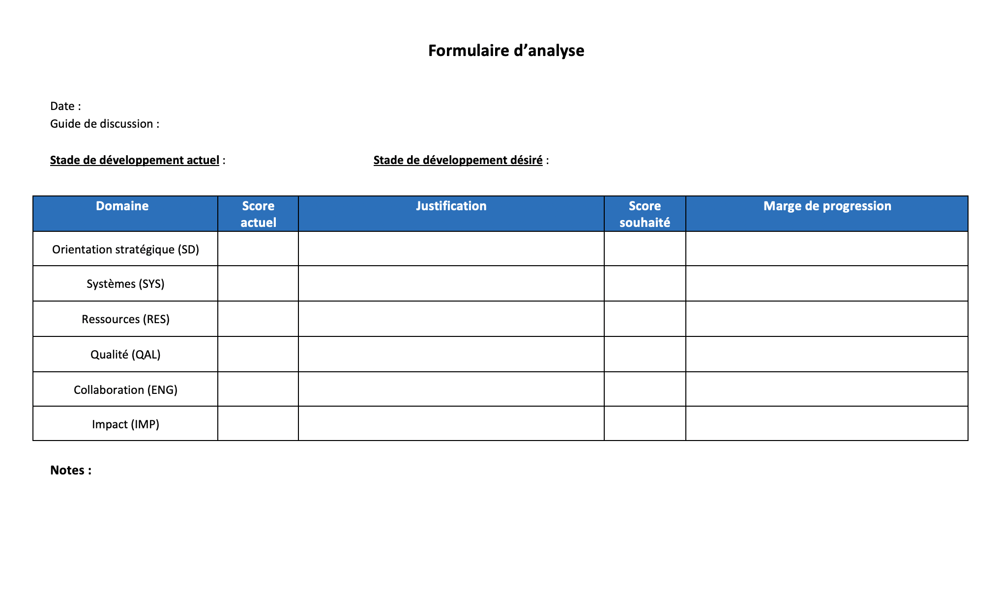 Formulaire d’analyse
Date :
Guide de discussion :
Stade de développement actuel : Stade de développement désiré :
Domaine Score actuel Justification Score souhaité Marge de progression
Orientation stratégique (SD)
Systèmes (SYS)
Ressources (RES)
Qualité (QAL)
Collaboration (ENG)
Impact (IMP)
Notes :